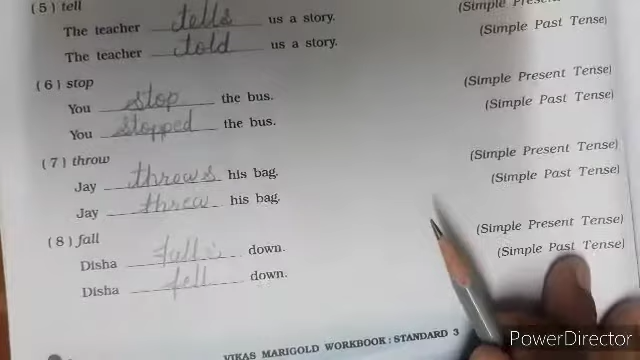 (5) tell
The teacher tells us a story. (Simple Present Tense)
The teacher told us a story. (Simple Past Tense)
(6) stop
You stop the bus. (Simple Present Tense)
You stopped the bus. (Simple Past Tense)
(7) throw
Jay throws his bag. (Simple Present Tense)
Jay threw his bag. (Simple Past Tense)
(8) fall
Disha falls down. (Simple Present Tense)
Disha fell down. (Simple Past Tense)
VIKAS MARIGOLD WORKBOOK : STANDARD 3
PowerDirector